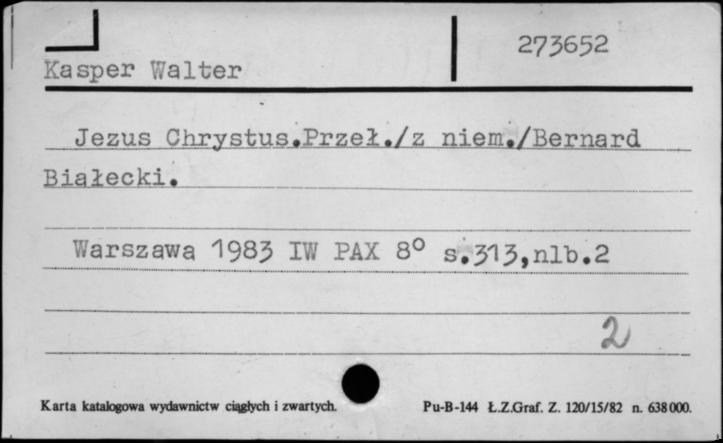 273652
Kasper Walter
Jezus Chrystus.Przeł./z niem./Bernard
Białecki.
Warszawa 1983 IW PAX 8° s.313,nlb.2
2
Karta katalogowa wydawnictw ciągłych i zwartych. Pu-B-144 Ł.Z.Graf. Z. 120/15/82 n. 638000.